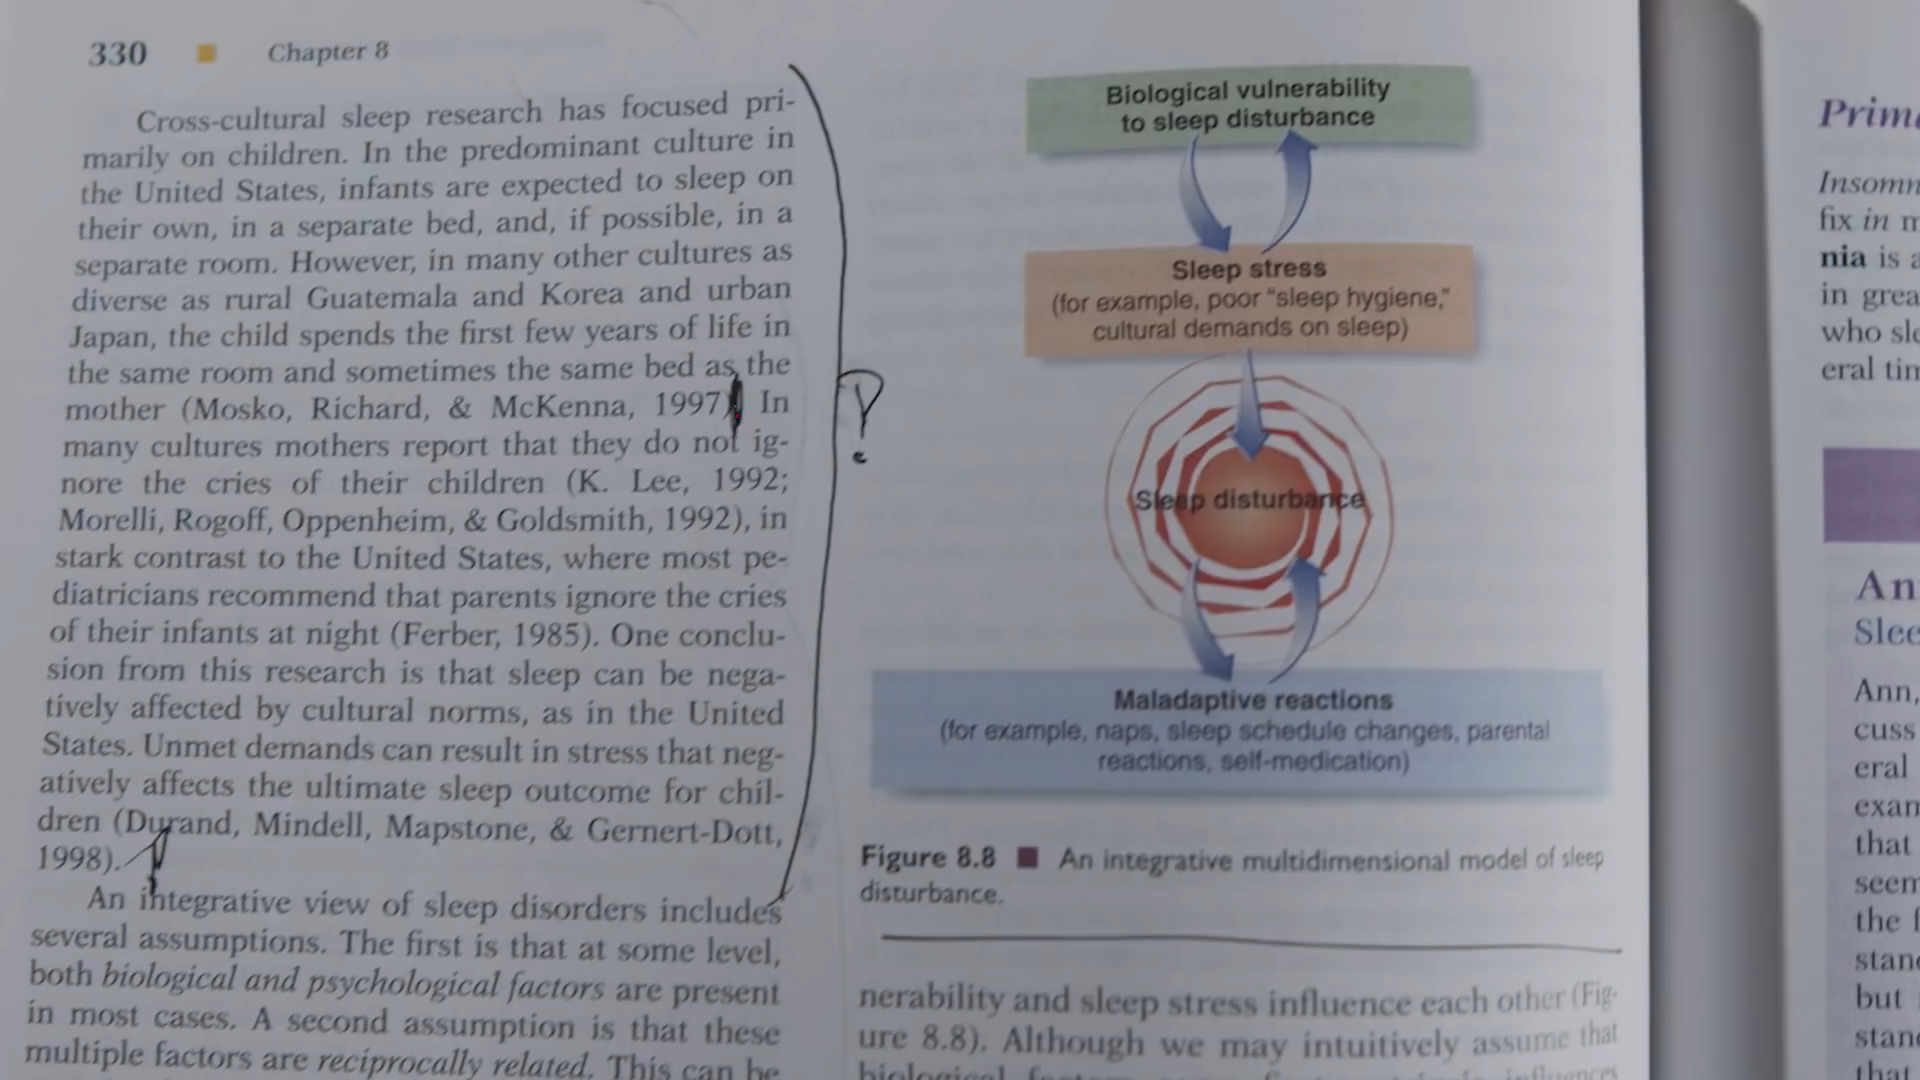 330 Chapter 8
Cross-cultural sleep research has focused pri-
marily on children. In the predominant culture in
the United States, infants are expected to sleep on
their own, in a separate bed, and, if possible, in a
separate room. However, in many other cultures as
diverse as rural Guatemala and Korea and urban
Japan, the child spends the first few years of life in
the same room and sometimes the same bed as the
mother (Mosko, Richard, & McKenna, 1997). In
many cultures mothers report that they do not ig-
nore the cries of their children (K. Lee, 1992;
Morelli, Rogoff, Oppenheim, & Goldsmith, 1992), in
stark contrast to the United States, where most pe-
diatricians recommend that parents ignore the cries
of their infants at night (Ferber, 1985). One conclu-
sion from this research is that sleep can be nega-
tively affected by cultural norms, as in the United
States. Unmet demands can result in stress that neg-
atively affects the ultimate sleep outcome for chil-
dren (Durand, Mindell, Mapstone, & Gernert-Dott,
1998).
An integrative view of sleep disorders includes
several assumptions. The first is that at some level,
both biological and psychological factors are present
in most cases. A second assumption is that these
multiple factors are reciprocally related. This can be
Biological vulnerability
to sleep disturbance
Sleep stress
(for example, poor "sleep hygiene,"
cultural demands on sleep)
Sleep disturbance
Maladaptive reactions
(for example, naps, sleep schedule changes, parental
reactions, self-medication)
Figure 8.8 An integrative multidimensional model of sleep
disturbance.
nerability and sleep stress influence each other (Fig-
ure 8.8). Although we may intuitively assume that
biological influences
Prim
Insomn
fix in m
nia is a
in grea
who sle
eral tim
An
Slee
Ann,
cuss
eral
exam
that
seem
the f
stanc
but
stanc
that